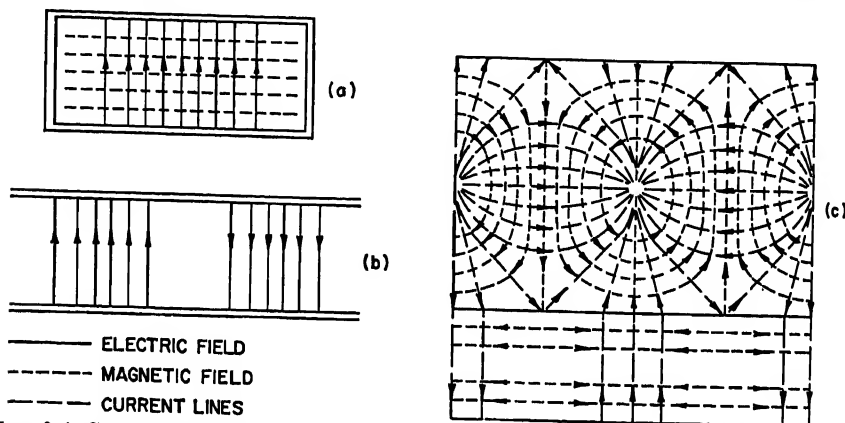 (a)
(b)
ELECTRIC FIELD
MAGNETIC FIELD
CURRENT LINES
(c)